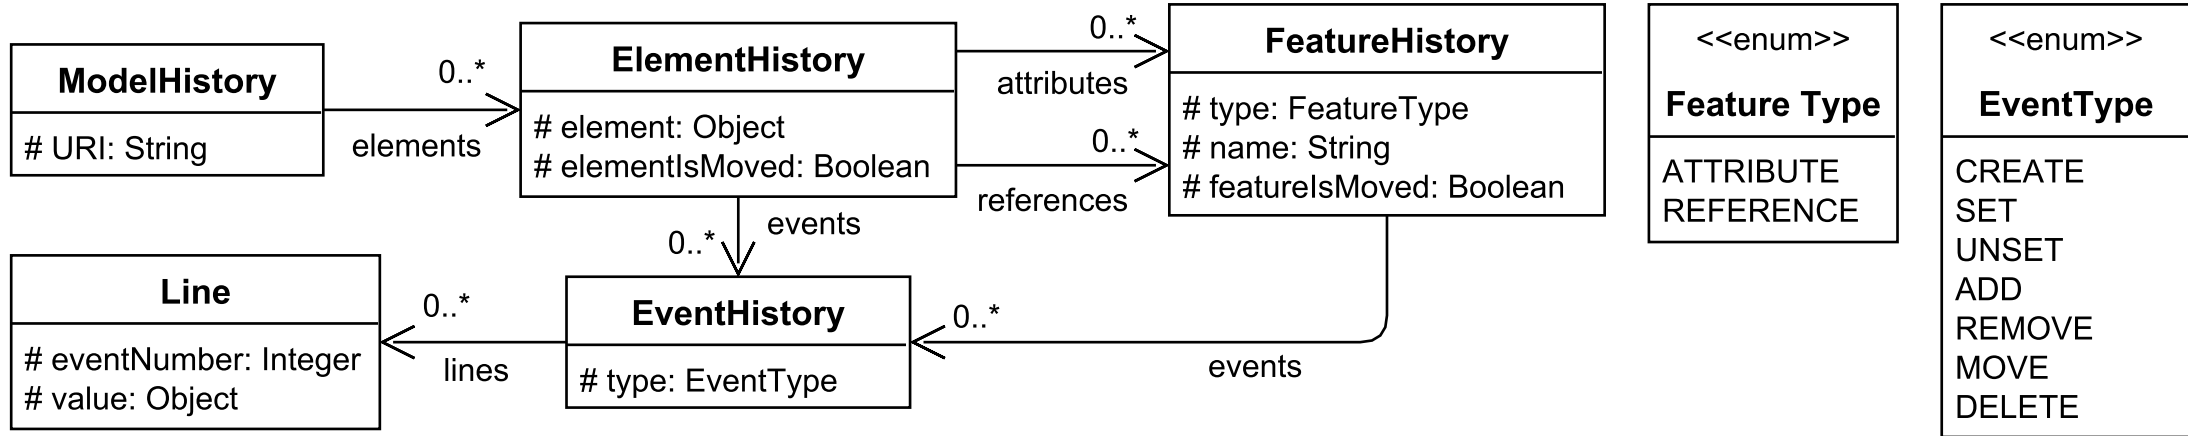 ModelHistory
# URI: String
0..*
elements
ElementHistory
# element: Object
# elementIsMoved: Boolean
0..*
attributes
0..*
references
FeatureHistory
# type: FeatureType
# name: String
# featureIsMoved: Boolean
<<enum>>
Feature Type
ATTRIBUTE
REFERENCE
<<enum>>
EventType
CREATE
SET
UNSET
ADD
REMOVE
MOVE
DELETE
events
0..*
Line
# eventNumber: Integer
# value: Object
0..*
lines
EventHistory
# type: EventType
0..*
events